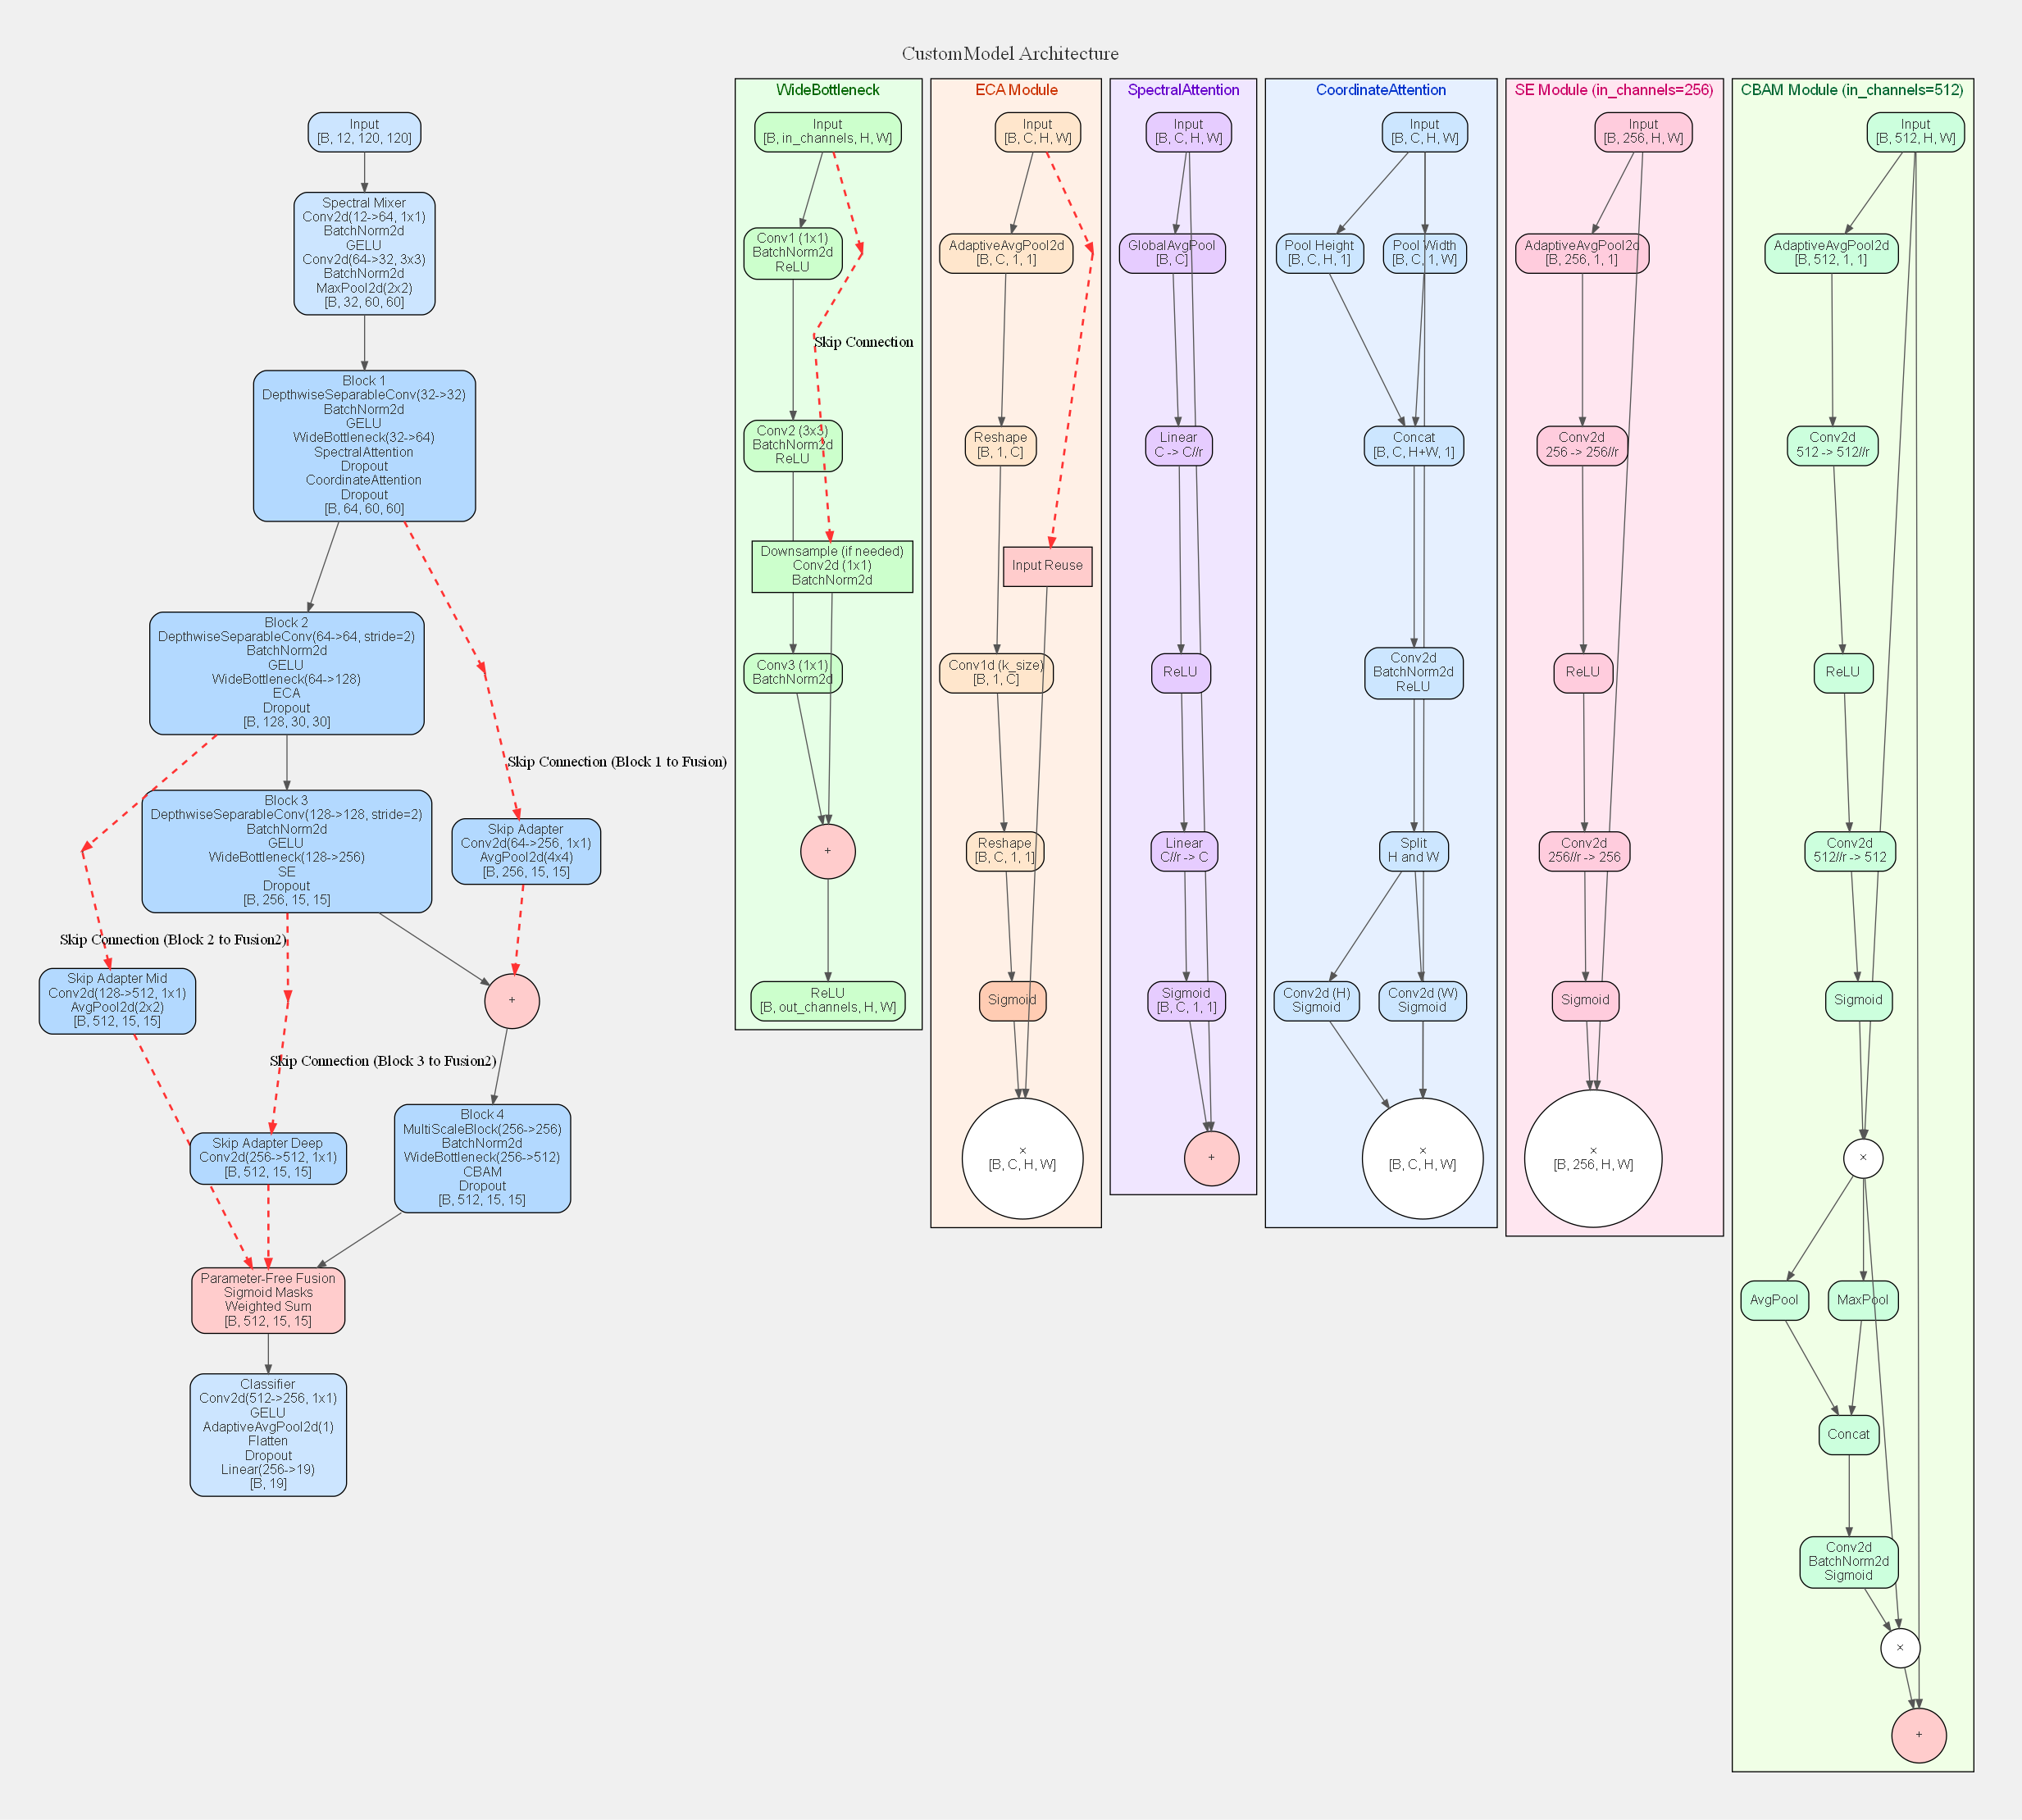 CustomModel Architecture
Input
[B, 12, 120, 120]
Spectral Mixer
Conv2d(12->64, 1x1)
BatchNorm2d
GELU
Conv2d(64->32, 3x3)
BatchNorm2d
MaxPool2d(2x2)
[B, 32, 60, 60]
Block 1
DepthwiseSeparableConv(32->32)
BatchNorm2d
GELU
WideBottleneck(32->64)
SpectralAttention
Dropout
CoordinateAttention
Dropout
[B, 64, 60, 60]
Block 2
DepthwiseSeparableConv(64->64, stride=2)
BatchNorm2d
GELU
WideBottleneck(64->128)
ECA
Dropout
[B, 128, 30, 30]
Skip Connection (Block 1 to Fusion)
Block 3
DepthwiseSeparableConv(128->128, stride=2)
BatchNorm2d
GELU
WideBottleneck(128->256)
SE
Dropout
[B, 256, 15, 15]
Skip Adapter
Conv2d(64->256, 1x1)
AvgPool2d(4x4)
[B, 256, 15, 15]
Skip Connection (Block 2 to Fusion2)
Skip Adapter Mid
Conv2d(128->512, 1x1)
AvgPool2d(2x2)
[B, 512, 15, 15]
+
Skip Connection (Block 3 to Fusion2)
Skip Adapter Deep
Conv2d(256->512, 1x1)
[B, 512, 15, 15]
Block 4
MultiScaleBlock(256->256)
BatchNorm2d
WideBottleneck(256->512)
CBAM
Dropout
[B, 512, 15, 15]
Parameter-Free Fusion
Sigmoid Masks
Weighted Sum
[B, 512, 15, 15]
Classifier
Conv2d(512->256, 1x1)
GELU
AdaptiveAvgPool2d(1)
Flatten
Dropout
Linear(256->19)
[B, 19]
WideBottleneck
Input
[B, in_channels, H, W]
Conv1 (1x1)
BatchNorm2d
ReLU
Skip Connection
Conv2 (3x3)
BatchNorm2d
ReLU
Downsample (if needed)
Conv2d (1x1)
BatchNorm2d
Conv3 (1x1)
BatchNorm2d
+
ReLU
[B, out_channels, H, W]
ECA Module
Input
[B, C, H, W]
AdaptiveAvgPool2d
[B, C, 1, 1]
Reshape
[B, 1, C]
Input Reuse
Conv1d (k_size)
[B, 1, C]
Reshape
[B, C, 1, 1]
Sigmoid
×
[B, C, H, W]
SpectralAttention
Input
[B, C, H, W]
GlobalAvgPool
[B, C]
Linear
C -> C//r
ReLU
Linear
C//r -> C
Sigmoid
[B, C, 1, 1]
+
CoordinateAttention
Input
[B, C, H, W]
Pool Height
[B, C, H, 1]
Pool Width
[B, C, 1, W]
Concat
[B, C, H+W, 1]
Conv2d
BatchNorm2d
ReLU
Split
H and W
Conv2d (H)
Sigmoid
Conv2d (W)
Sigmoid
×
[B, C, H, W]
SE Module (in_channels=256)
Input
[B, 256, H, W]
AdaptiveAvgPool2d
[B, 256, 1, 1]
Conv2d
256 -> 256//r
ReLU
Conv2d
256//r -> 256
Sigmoid
×
[B, 256, H, W]
CBAM Module (in_channels=512)
Input
[B, 512, H, W]
AdaptiveAvgPool2d
[B, 512, 1, 1]
Conv2d
512 -> 512//r
ReLU
Conv2d
512//r -> 512
Sigmoid
×
AvgPool
MaxPool
Concat
Conv2d
BatchNorm2d
Sigmoid
×
+